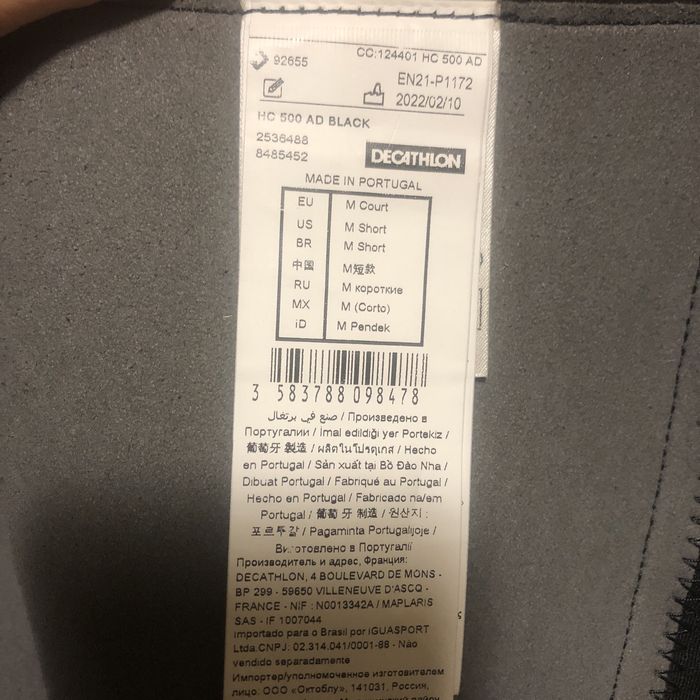 92655
CC:124401 HC 500 AD
EN21-P1172
2022/02/10
HC 500 AD BLACK
2536488
8485452
DECATHLON
MADE IN PORTUGAL
EU M Court
US M Short
BR M Short
中国 M短款
RU M короткие
MX M (Corto)
iD M Pendek
3 583788 098478
صنع في برتغال / Произведено в
Португалии / İmal edildiği yer Portekiz /
葡萄牙 製造 / ผลิตในโปรตุเกส / Hecho
en Portugal / Sản xuất tại Bồ Đào Nha /
Dibuat Portugal / Fabriqué au Portugal /
Hecho en Portugal / Fabricado na/em
Portugal / 葡萄 牙 制造 / 원산지 :
포르투갈 / Pagaminta Portugalijoje /
Виготовлено в Португалії
Производитель и адрес, Франция:
DECATHLON, 4 BOULEVARD DE MONS -
BP 299 - 59650 VILLENEUVE D'ASCQ -
FRANCE - NIF : N0013342A / MAPLARIS
SAS - IF 1007044
Importado para o Brasil por IGUASPORT
Ltda.CNPJ: 02.314.041/0001-88 - Não
vendido separadamente
Импортер/уполномоченное изготовителем
лицо: ООО «Октоблу», 141031, Россия,